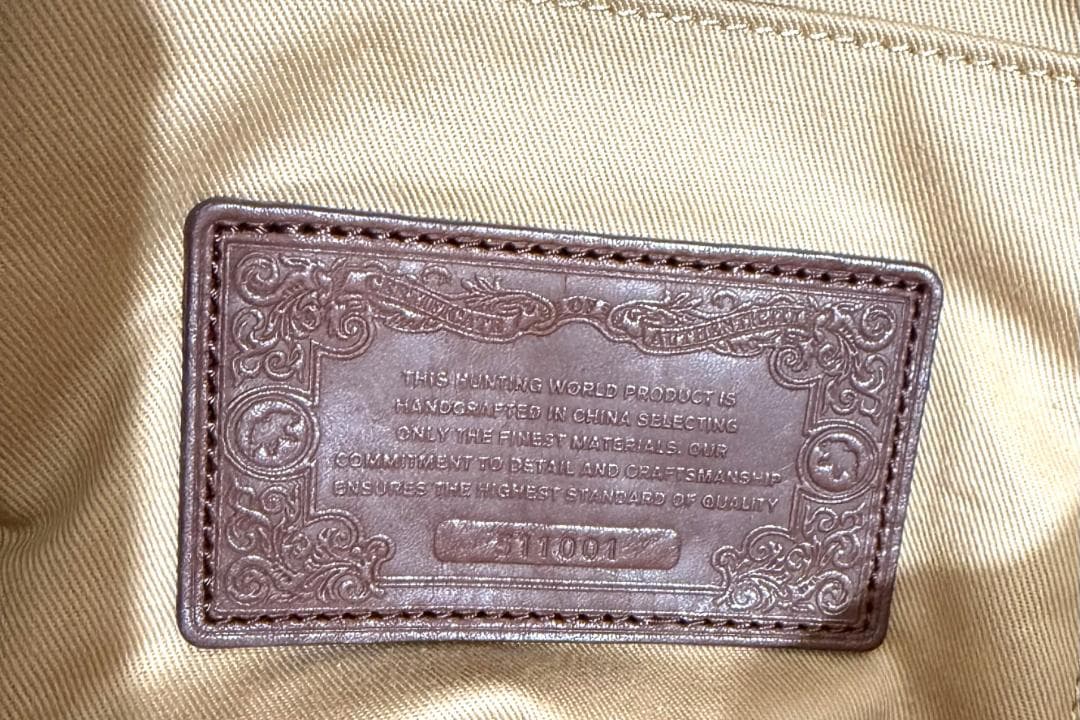 CERTIFICATE OF AUTHENTICITY
THIS HUNTING WORLD PRODUCT IS
HANDCRAFTED IN CHINA SELECTING
ONLY THE FINEST MATERIALS. OUR
COMMITMENT TO DETAIL AND CRAFTSMANSHIP
ENSURES THE HIGHEST STANDARD OF QUALITY
511001